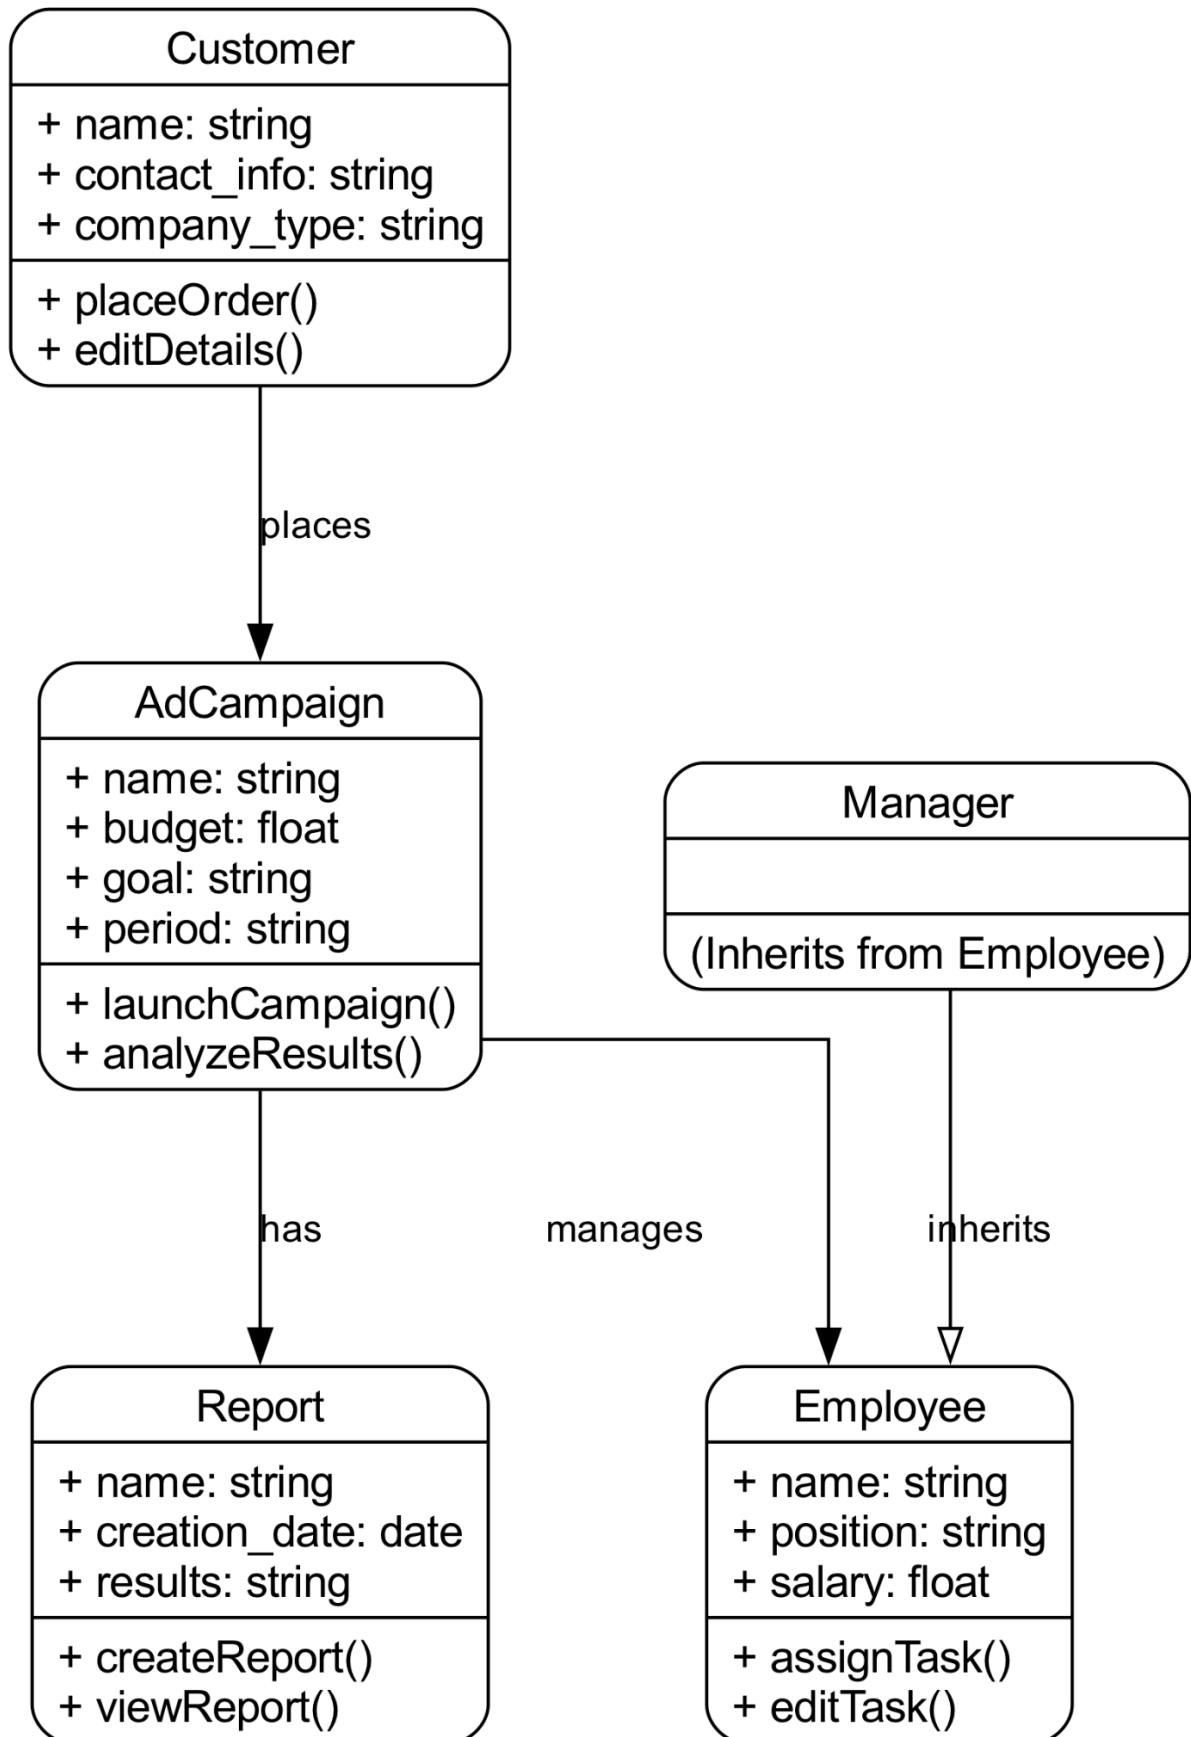 Customer
+ name: string
+ contact_info: string
+ company_type: string
+ placeOrder()
+ editDetails()
places
AdCampaign
+ name: string
+ budget: float
+ goal: string
+ period: string
+ launchCampaign()
+ analyzeResults()
Manager
(Inherits from Employee)
has
manages
inherits
Report
+ name: string
+ creation_date: date
+ results: string
+ createReport()
+ viewReport()
Employee
+ name: string
+ position: string
+ salary: float
+ assignTask()
+ editTask()